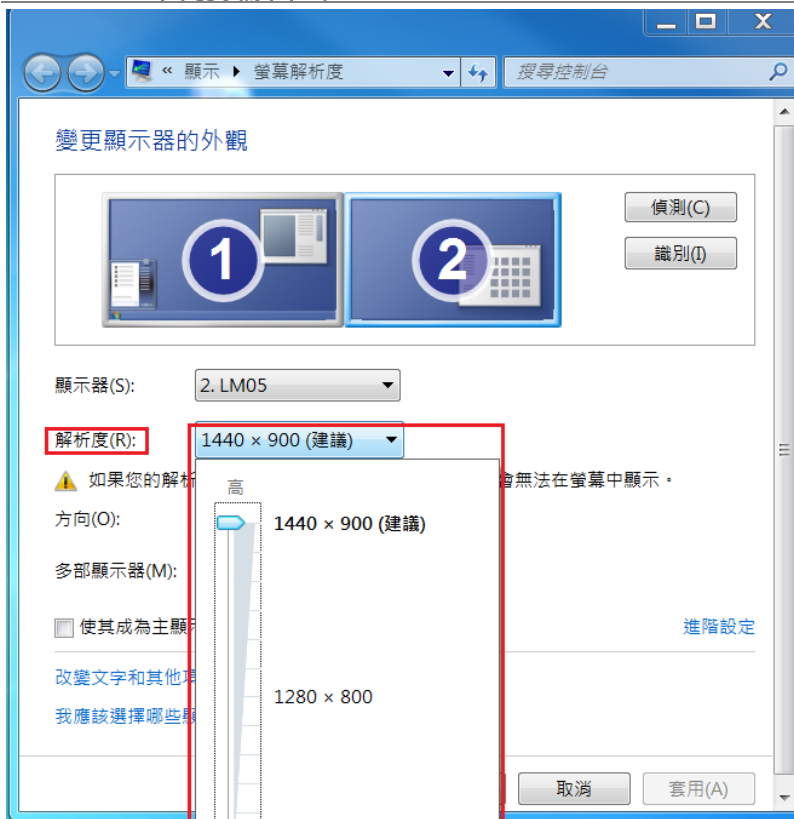 X
« 顯示 ▸ 螢幕解析度
搜尋控制台
變更顯示器的外觀
1
2
偵測(C)
識別(I)
顯示器(S): 2. LM05
解析度(R): 1440 × 900 (建議)
如果您的解析 會無法在螢幕中顯示。
高
方向(O):
1440 × 900 (建議)
多部顯示器(M):
使其成為主顯示
進階設定
改變文字和其他項
1280 × 800
我應該選擇哪些顯
取消
套用(A)